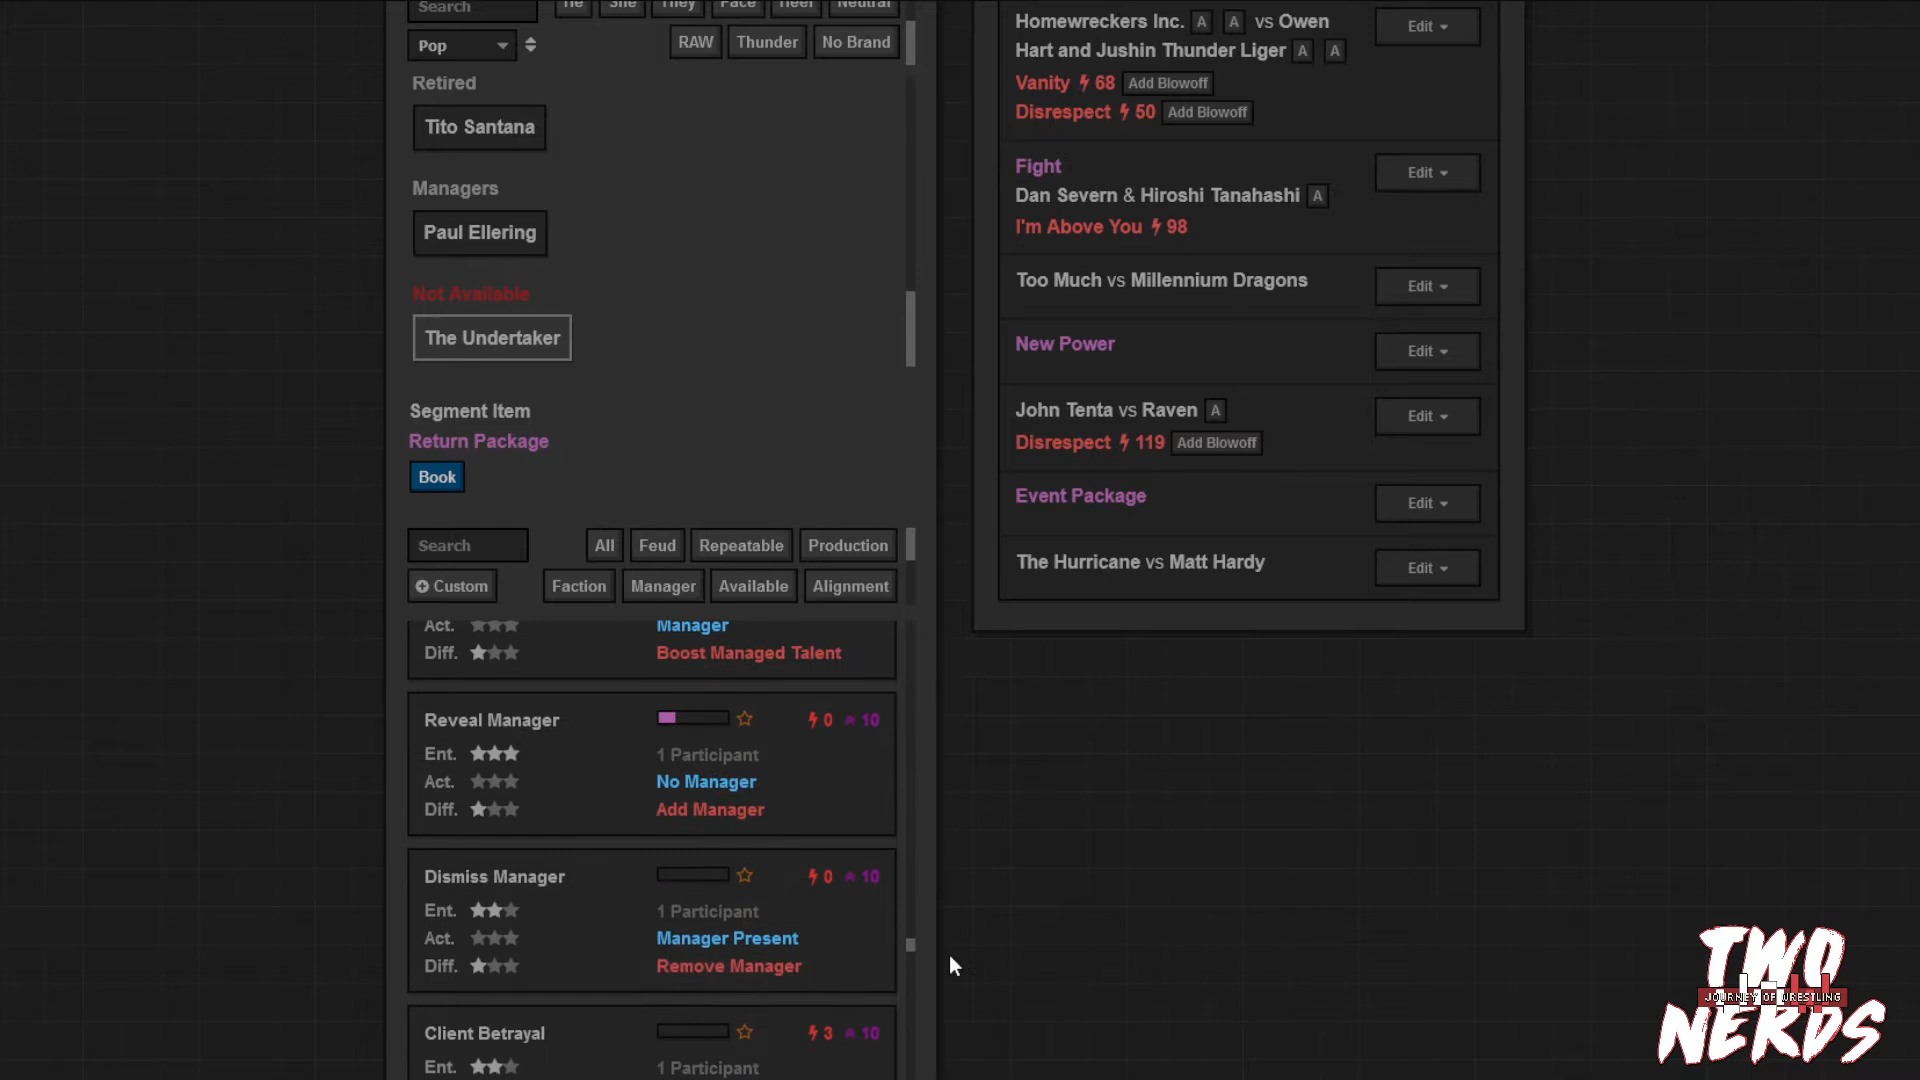 Search He She They Face Heel Neutral
Pop RAW Thunder No Brand
Retired
Tito Santana
Managers
Paul Ellering
Not Available
The Undertaker
Segment Item
Return Package
Book
Search All Feud Repeatable Production
Custom Faction Manager Available Alignment
Act. Manager
Diff. Boost Managed Talent
Reveal Manager 0 10
Ent. 1 Participant
Act. No Manager
Diff. Add Manager
Dismiss Manager 0 10
Ent. 1 Participant
Act. Manager Present
Diff. Remove Manager
Client Betrayal 3 10
Ent. 1 Participant
Homewreckers Inc. A A vs Owen
Hart and Jushin Thunder Liger A A
Edit
Vanity 68 Add Blowoff
Disrespect 50 Add Blowoff
Fight
Edit
Dan Severn & Hiroshi Tanahashi A
I'm Above You 98
Too Much vs Millennium Dragons Edit
New Power Edit
John Tenta vs Raven A Edit
Disrespect 119 Add Blowoff
Event Package Edit
The Hurricane vs Matt Hardy Edit
TWO
JOURNEY OF WRESTLING
NERDS